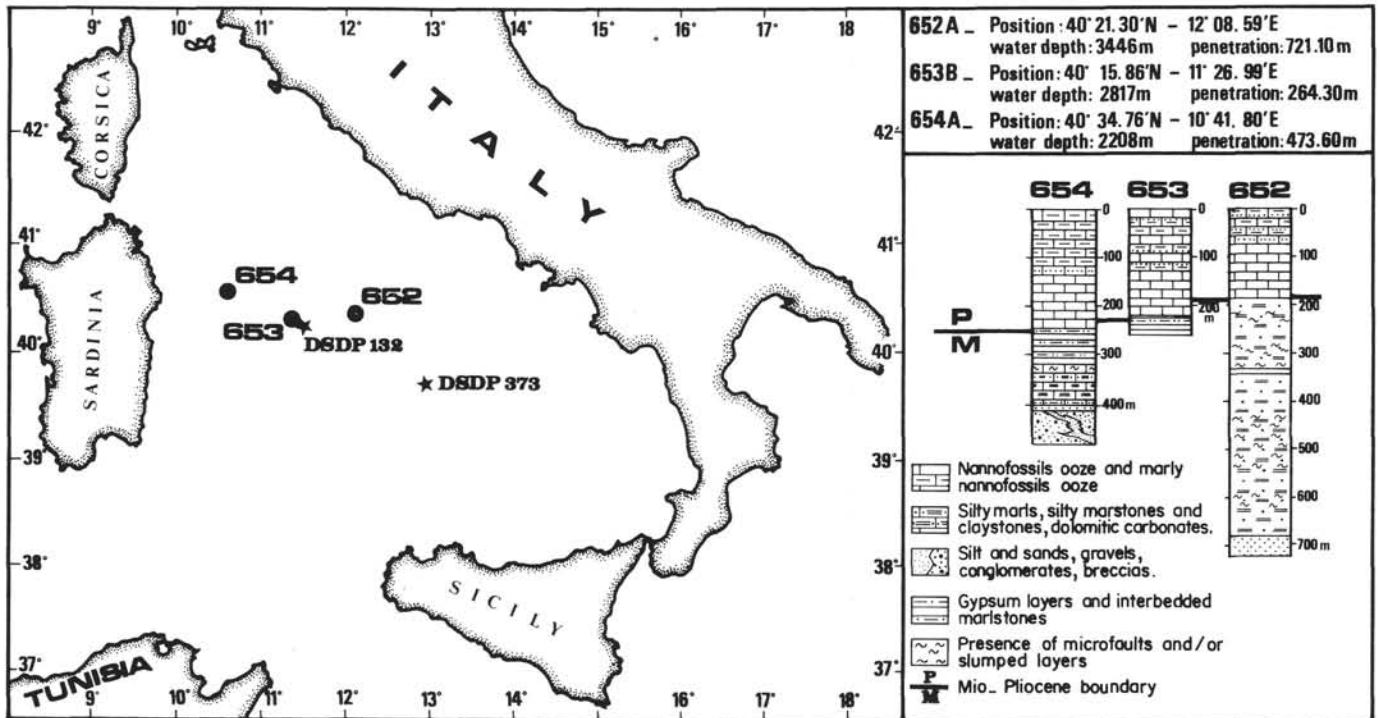 9° 10° 11° 12° 13° 14° 15° 16° 17° 18°
CORSICA
ITALY
42° 42°
41° 41°
SARDINIA
654
652
653
DSDP 132
40° 40°
DSDP 373
39° 39°
38° 38°
SICILY
37° 37°
TUNISIA
9° 10° 11° 12° 13° 14° 15° 16° 17° 18°
652A_ Position: 40° 21.30'N - 12° 08.59'E
water depth: 3446m penetration: 721.10m
653B_ Position: 40° 15.86'N - 11° 26.99'E
water depth: 2817m penetration: 264.30m
654A_ Position: 40° 34.76'N - 10° 41.80'E
water depth: 2208m penetration: 473.60m
654 653 652
0 0 0
100 100 100
200 200 m 200
P
M
300 300
400m 400
500
600
700m
Nannofossils ooze and marly
nannofossils ooze
Silty marls, silty marstones and
claystones, dolomitic carbonates.
Silt and sands, gravels,
conglomerates, breccias.
Gypsum layers and interbedded
marlstones
Presence of microfaults and/or
slumped layers
P
M Mio_ Pliocene boundary